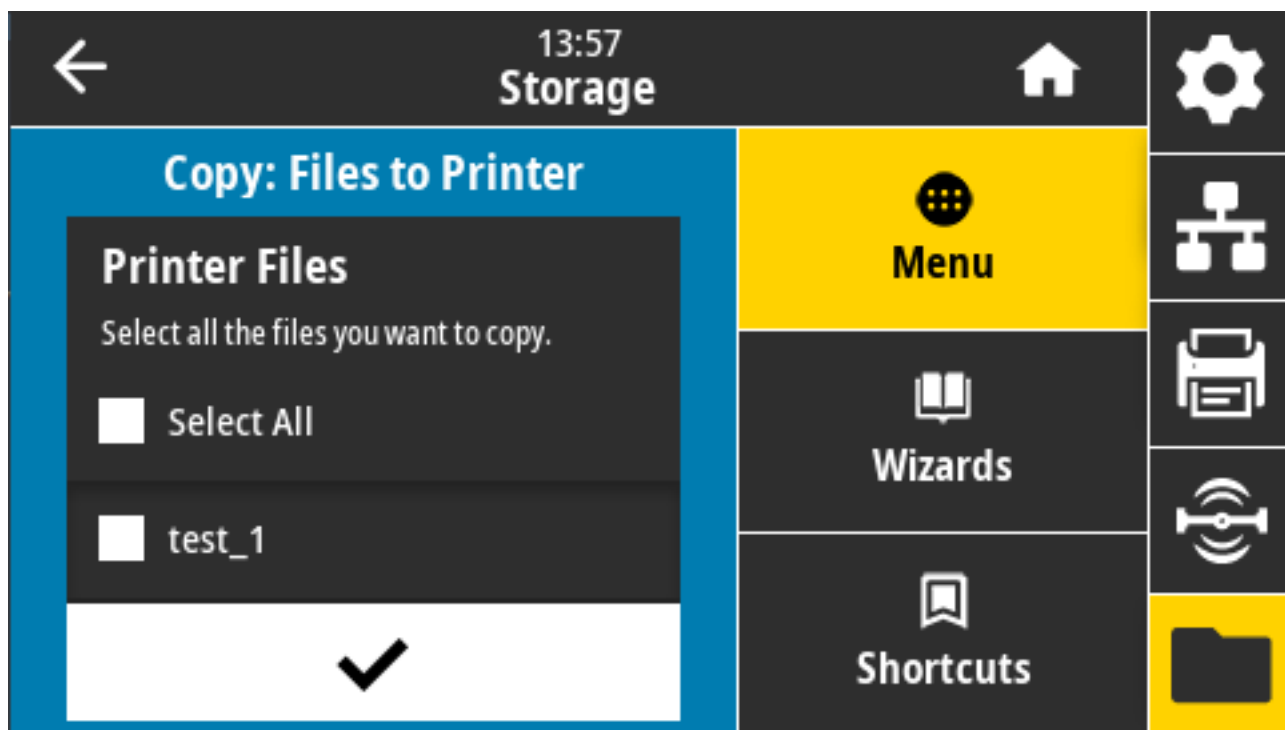 13:57
Storage
Copy: Files to Printer
Printer Files
Select all the files you want to copy.
Select All
test_1
Menu
Wizards
Shortcuts